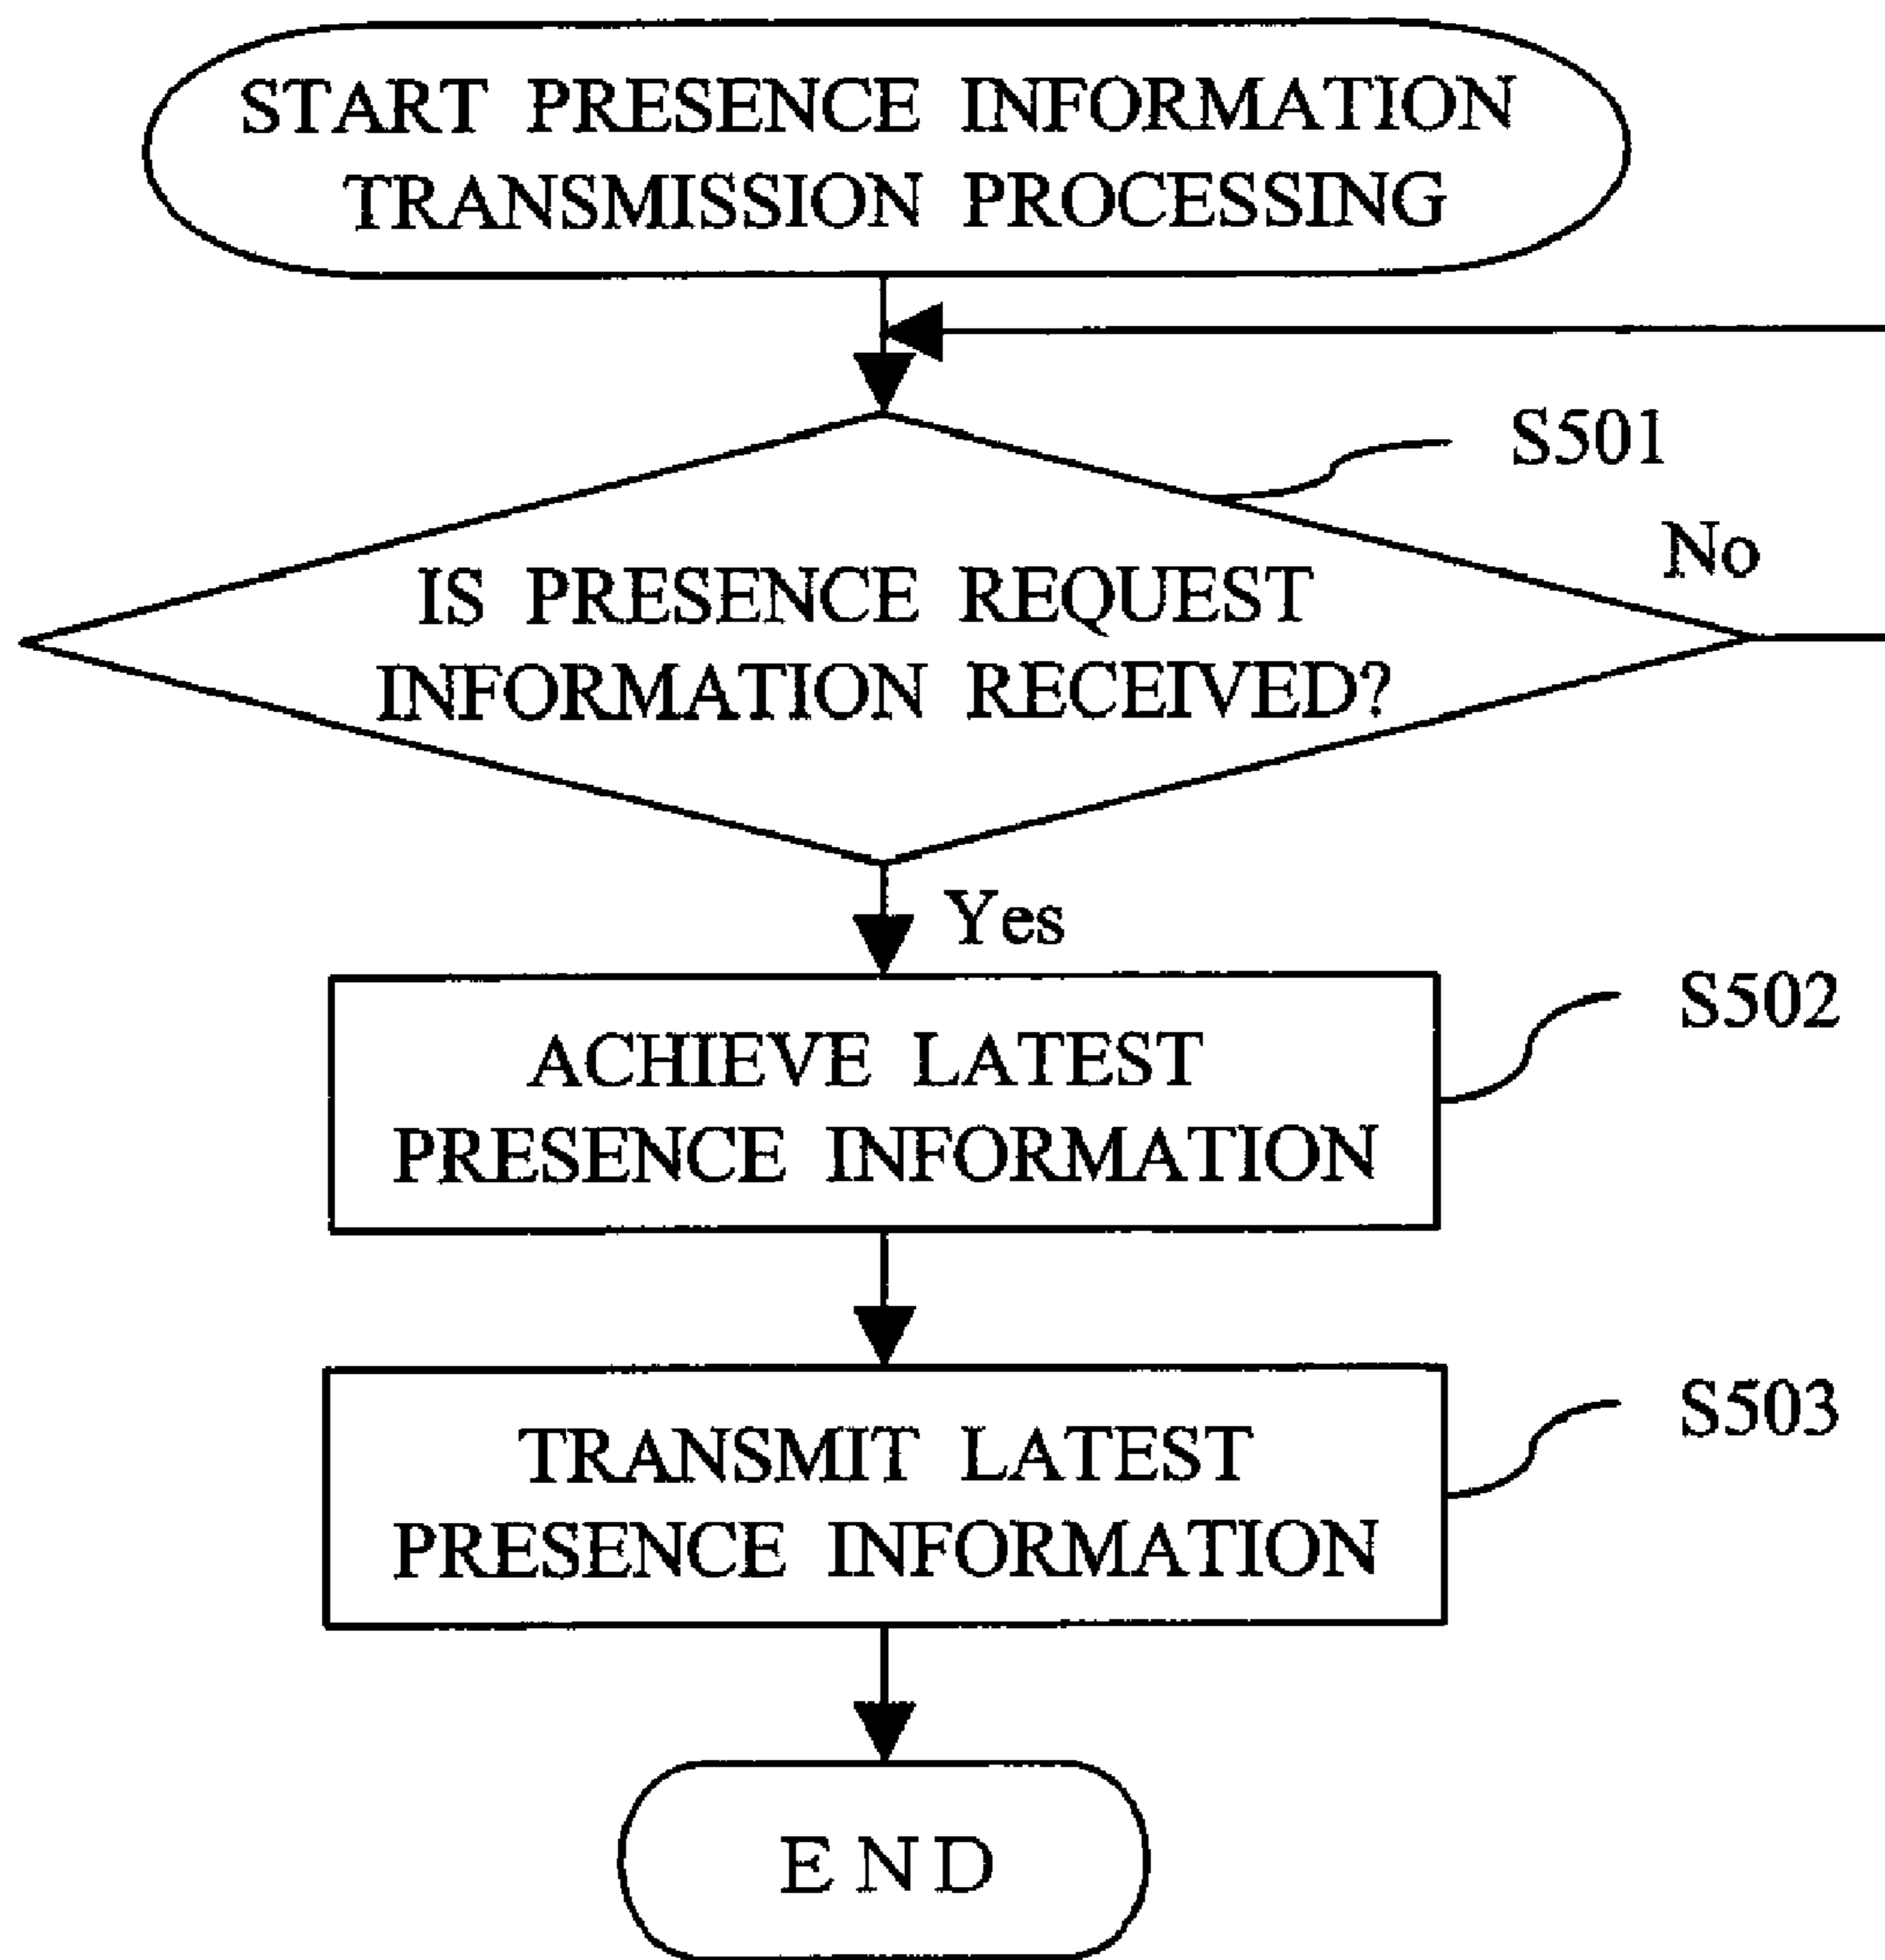 START PRESENCE INFORMATION
TRANSMISSION PROCESSING
S501
No
IS PRESENCE REQUEST
INFORMATION RECEIVED?
Yes
S502
ACHIEVE LATEST
PRESENCE INFORMATION
S503
TRANSMIT LATEST
PRESENCE INFORMATION
END